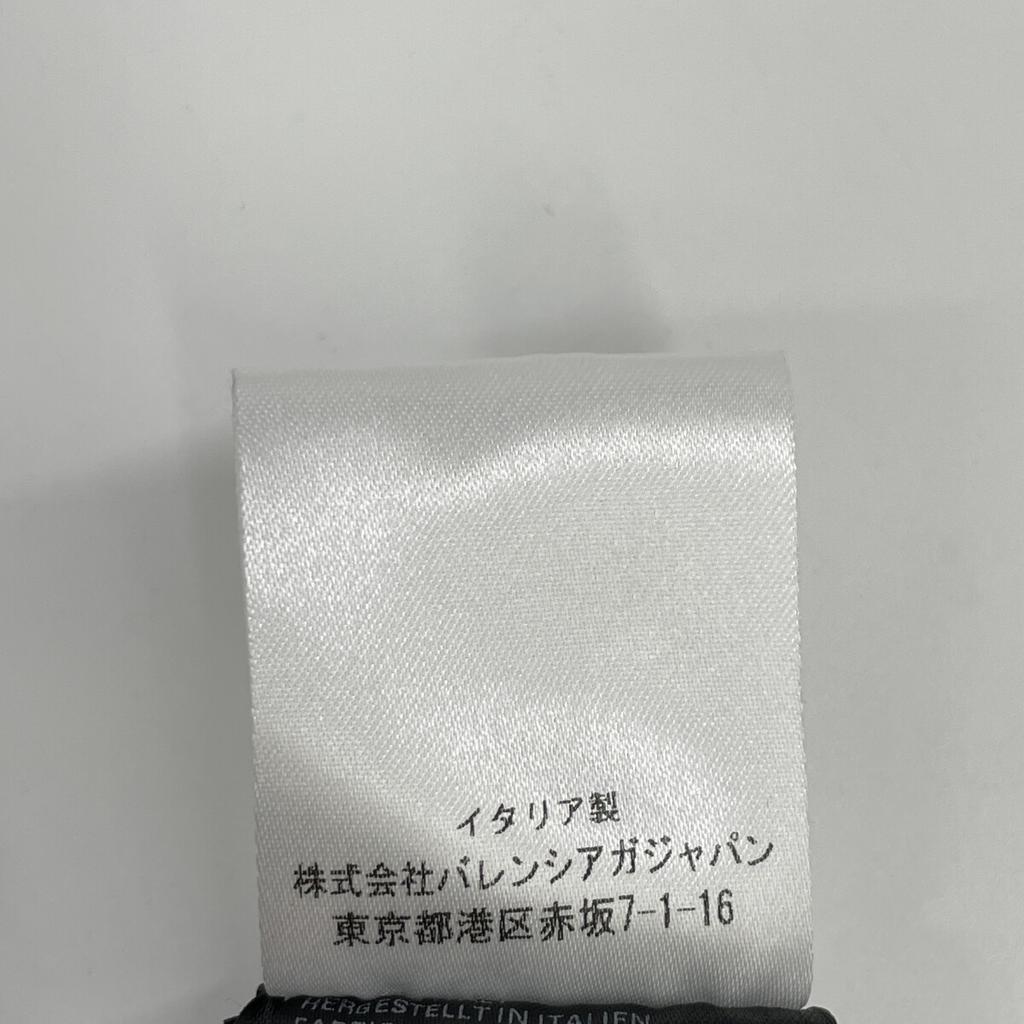 イタリア製
株式会社バレンシアガジャパン
東京都港区赤坂7-1-16
HERGESTELLT IN ITALIEN